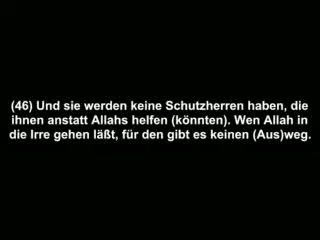 (46) Und sie werden keine Schutzherren haben, die
ihnen anstatt Allahs helfen (könnten). Wen Allah in
die Irre gehen läßt, für den gibt es keinen (Aus)weg.